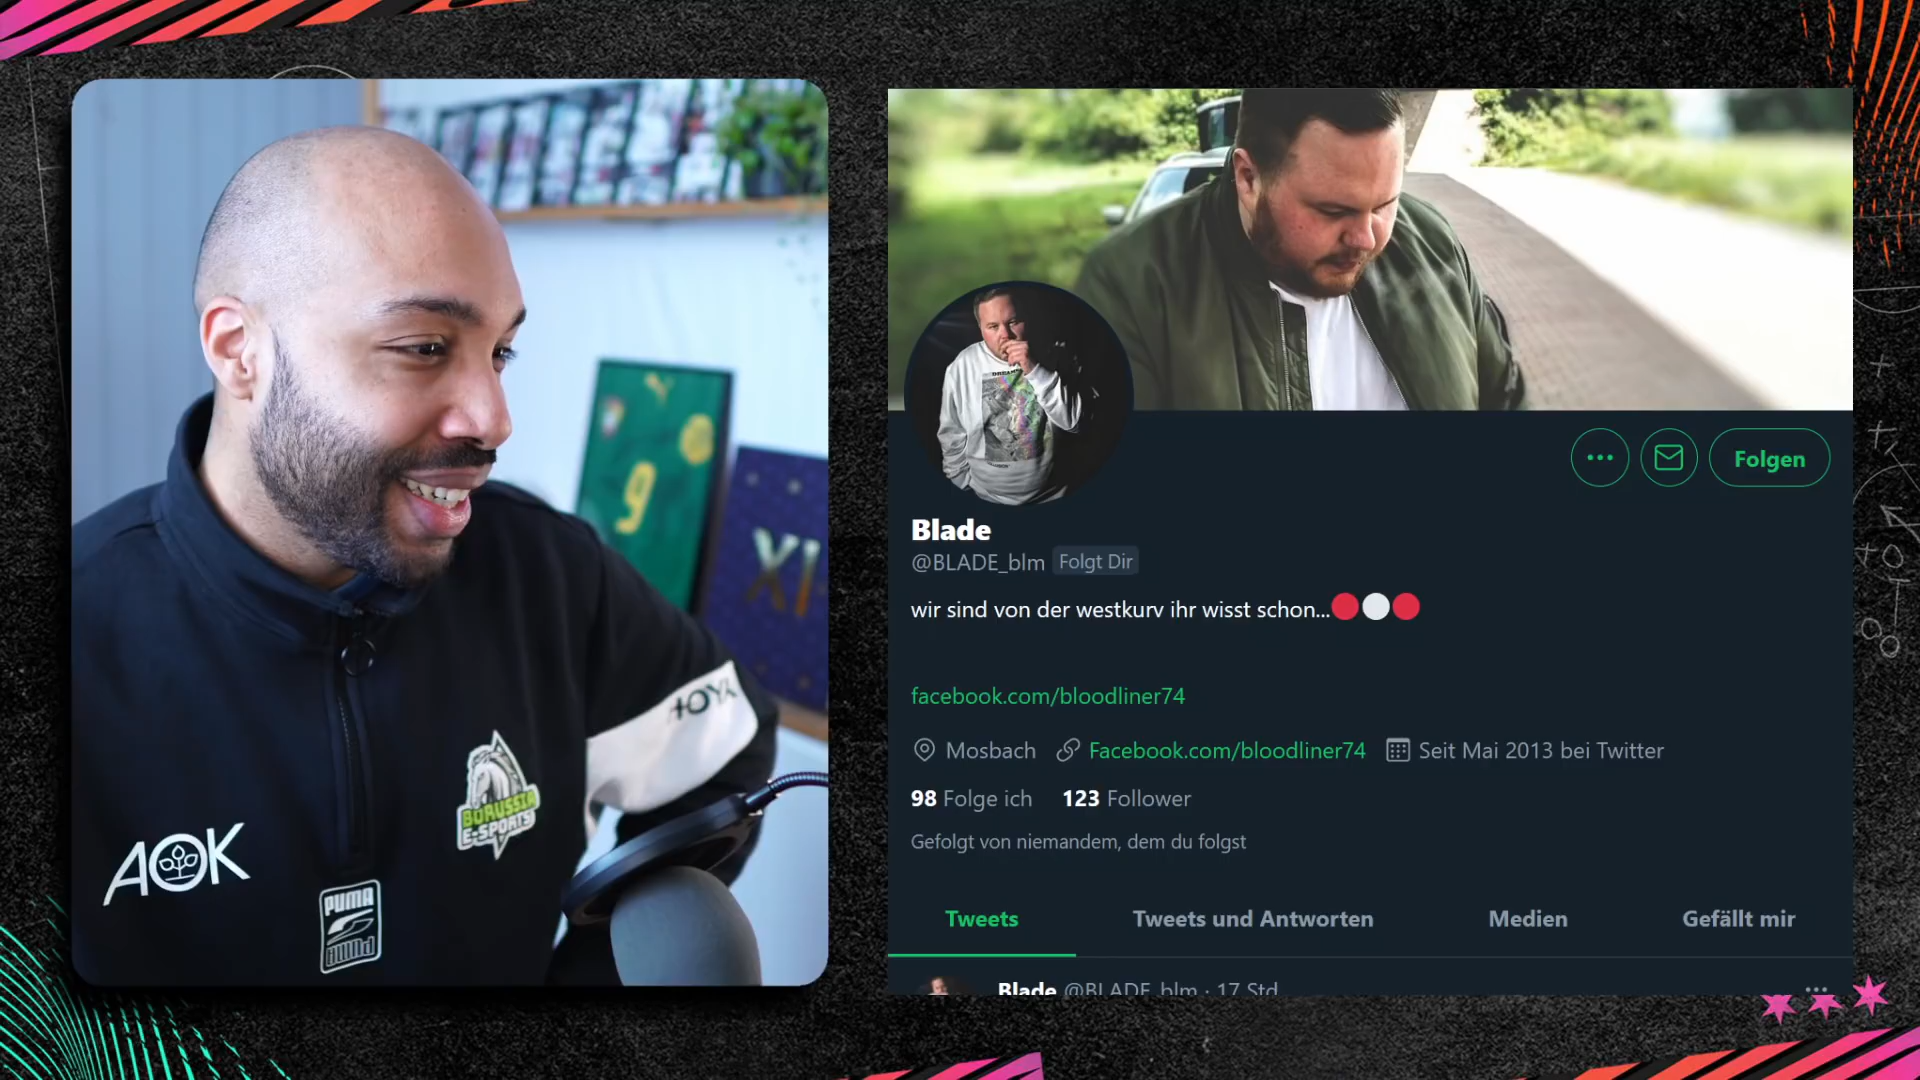 9
XI
HOYA
BORUSSIA
E-SPORTS
AOK
PUMA
Folgen
Blade
@BLADE_blm Folgt Dir
wir sind von der westkurv ihr wisst schon...
facebook.com/bloodliner74
Mosbach Facebook.com/bloodliner74 Seit Mai 2013 bei Twitter
98 Folge ich 123 Follower
Gefolgt von niemandem, dem du folgst
Tweets Tweets und Antworten Medien Gefällt mir
Blade @BLADE_blm · 17 Std